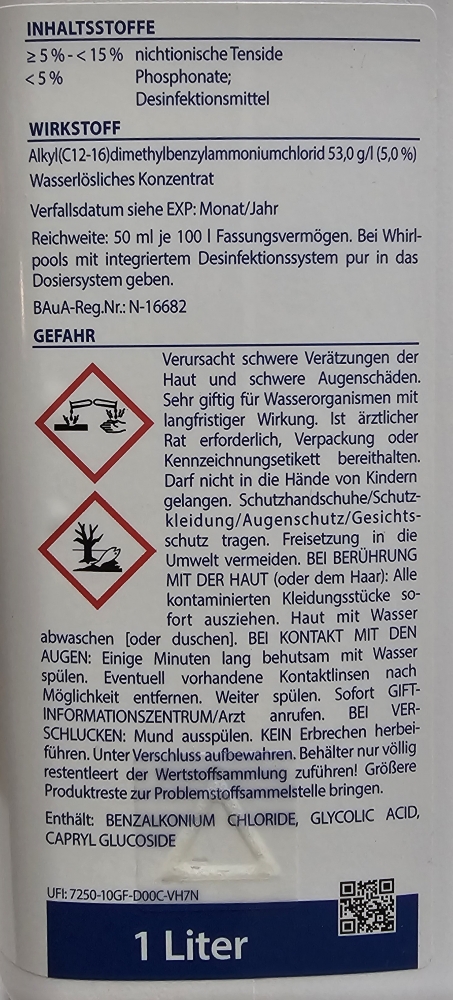 INHALTSSTOFFE
≥ 5 % - < 15 % nichtionische Tenside
< 5 % Phosphonate;
Desinfektionsmittel
WIRKSTOFF
Alkyl(C12-16)dimethylbenzylammoniumchlorid 53,0 g/l (5,0 %)
Wasserlösliches Konzentrat
Verfallsdatum siehe EXP: Monat/Jahr
Reichweite: 50 ml je 100 l Fassungsvermögen. Bei Whirl-
pools mit integriertem Desinfektionssystem pur in das
Dosiersystem geben.
BAuA-Reg.Nr.: N-16682
GEFAHR
Verursacht schwere Verätzungen der
Haut und schwere Augenschäden.
Sehr giftig für Wasserorganismen mit
langfristiger Wirkung. Ist ärztlicher
Rat erforderlich, Verpackung oder
Kennzeichnungsetikett bereithalten.
Darf nicht in die Hände von Kindern
gelangen. Schutzhandschuhe/Schutz-
kleidung/Augenschutz/Gesichts-
schutz tragen. Freisetzung in die
Umwelt vermeiden. BEI BERÜHRUNG
MIT DER HAUT (oder dem Haar): Alle
kontaminierten Kleidungsstücke so-
fort ausziehen. Haut mit Wasser
abwaschen [oder duschen]. BEI KONTAKT MIT DEN
AUGEN: Einige Minuten lang behutsam mit Wasser
spülen. Eventuell vorhandene Kontaktlinsen nach
Möglichkeit entfernen. Weiter spülen. Sofort GIFT-
INFORMATIONSZENTRUM/Arzt anrufen. BEI VER-
SCHLUCKEN: Mund ausspülen. KEIN Erbrechen herbei-
führen. Unter Verschluss aufbewahren. Behälter nur völlig
restentleert der Wertstoffsammlung zuführen! Größere
Produktreste zur Problemstoffsammelstelle bringen.
Enthält: BENZALKONIUM CHLORIDE, GLYCOLIC ACID,
CAPRYL GLUCOSIDE
UFI: 7250-10GF-D00C-VH7N
1 Liter